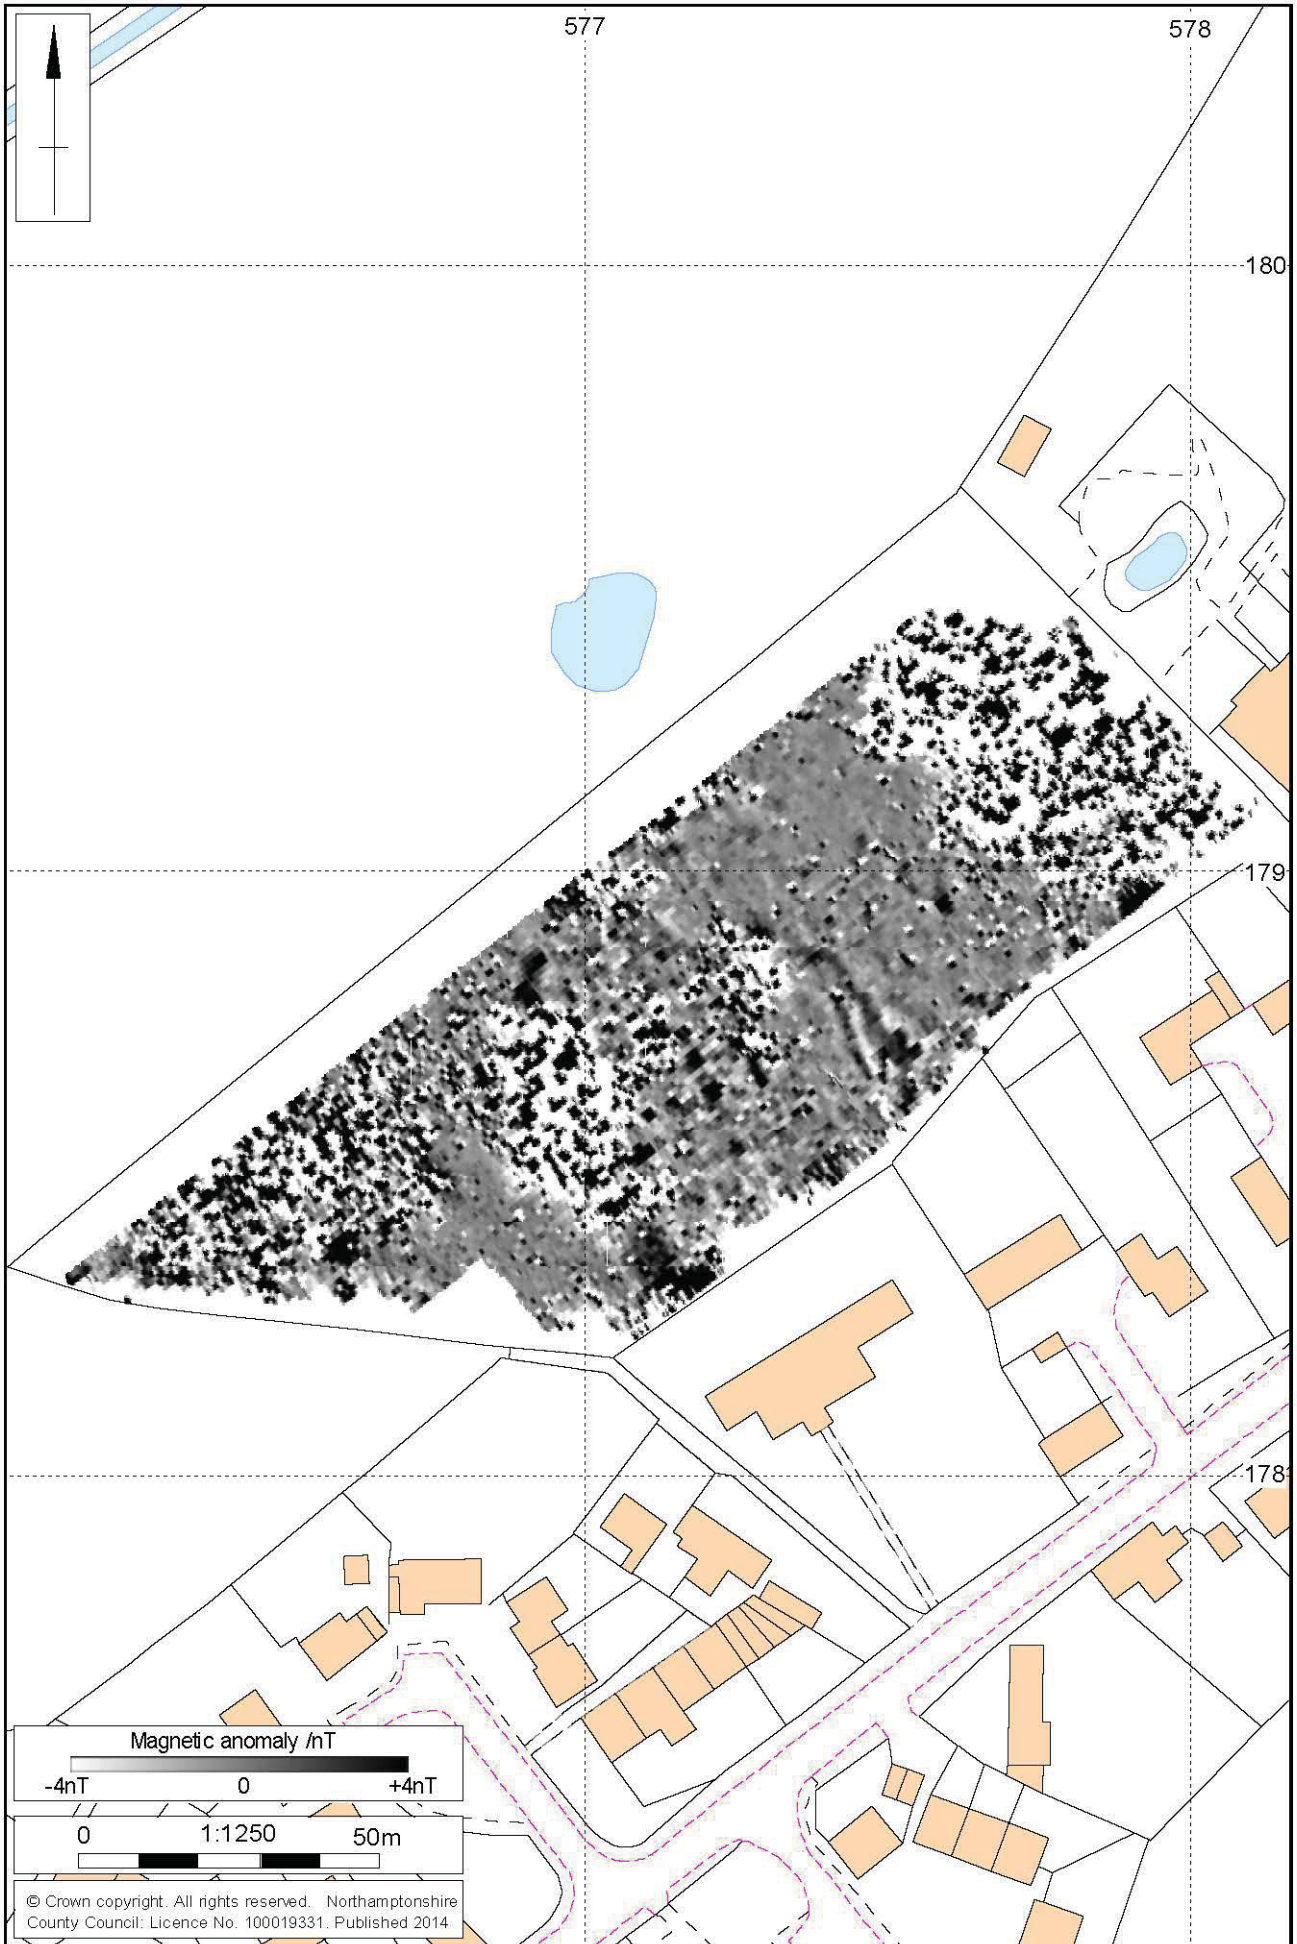 577
578
180
179
178
Magnetic anomaly /nT
-4nT 0 +4nT
0 1:1250 50m
© Crown copyright. All rights reserved. Northamptonshire
County Council: Licence No. 100019331. Published 2014